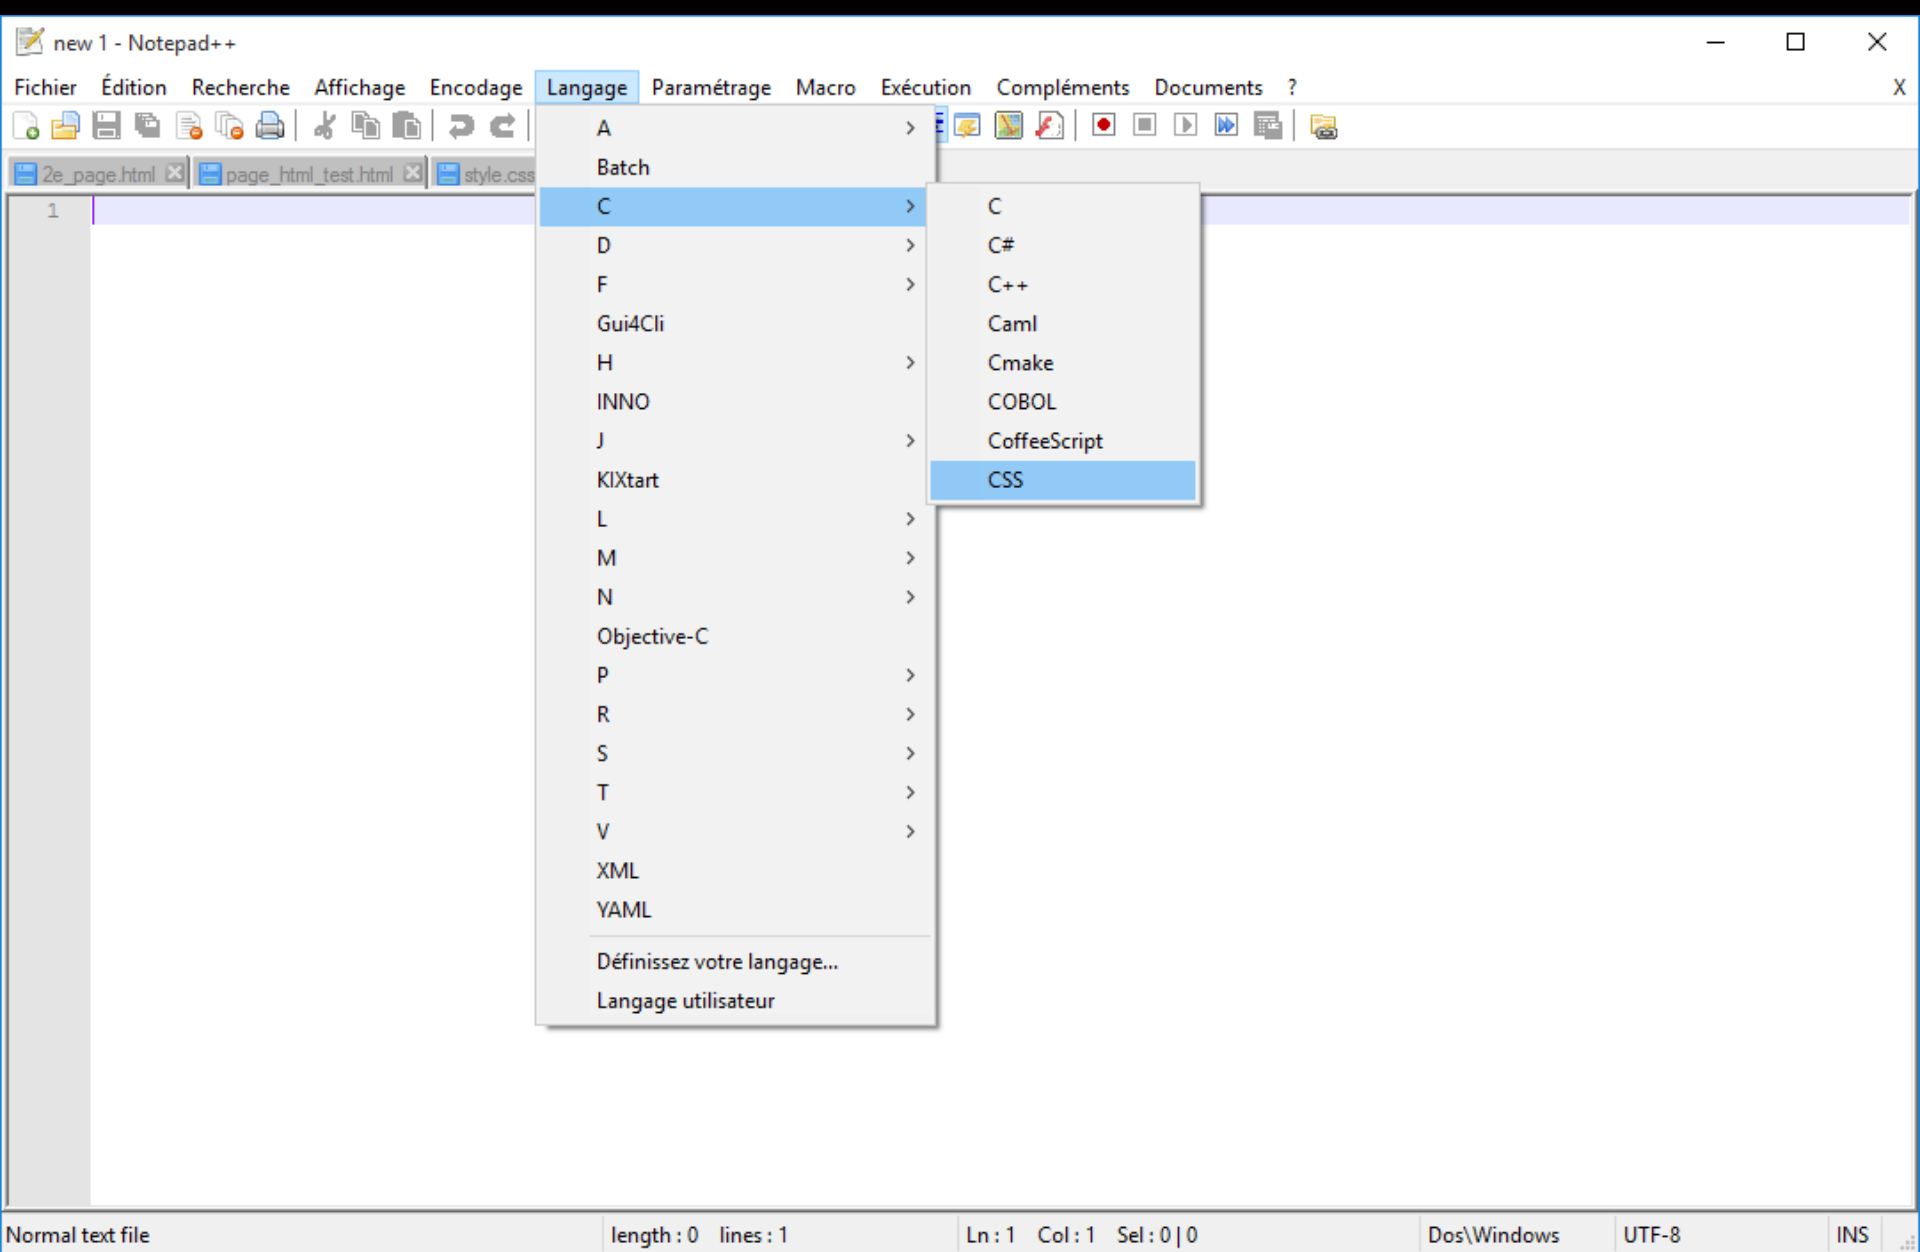 new 1 - Notepad++
Fichier Édition Recherche Affichage Encodage Langage Paramétrage Macro Exécution Compléments Documents ? X
2e_page.html page_html_test.html style.css
1
A
Batch
C
D
F
Gui4Cli
H
INNO
J
KIXtart
L
M
N
Objective-C
P
R
S
T
V
XML
YAML
Définissez votre langage...
Langage utilisateur
C
C#
C++
Caml
Cmake
COBOL
CoffeeScript
CSS
Normal text file length : 0 lines : 1 Ln : 1 Col : 1 Sel : 0 | 0 Dos\Windows UTF-8 INS